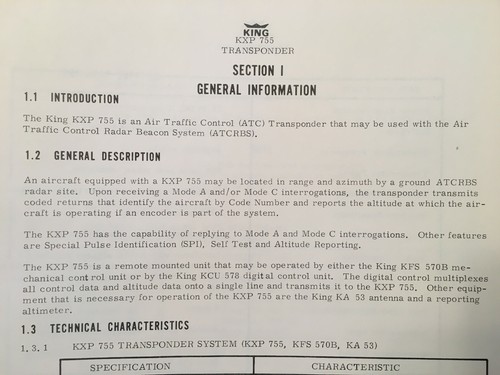 KING
KXP 755
TRANSPONDER
SECTION I
GENERAL INFORMATION
1.1 INTRODUCTION
The King KXP 755 is an Air Traffic Control (ATC) Transponder that may be used with the Air
Traffic Control Radar Beacon System (ATCRBS).
1.2 GENERAL DESCRIPTION
An aircraft equipped with a KXP 755 may be located in range and azimuth by a ground ATCRBS
radar site. Upon receiving a Mode A and/or Mode C interrogations, the transponder transmits
coded returns that identify the aircraft by Code Number and reports the altitude at which the air-
craft is operating if an encoder is part of the system.
The KXP 755 has the capability of replying to Mode A and Mode C interrogations. Other features
are Special Pulse Identification (SPI), Self Test and Altitude Reporting.
The KXP 755 is a remote mounted unit that may be operated by either the King KFS 570B me-
chanical control unit or by the King KCU 578 digital control unit. The digital control multiplexes
all control data and altitude data onto a single line and transmits it to the KXP 755. Other equip-
ment that is necessary for operation of the KXP 755 are the King KA 53 antenna and a reporting
altimeter.
1.3 TECHNICAL CHARACTERISTICS
1.3.1 KXP 755 TRANSPONDER SYSTEM (KXP 755, KFS 570B, KA 53)
SPECIFICATION CHARACTERISTIC